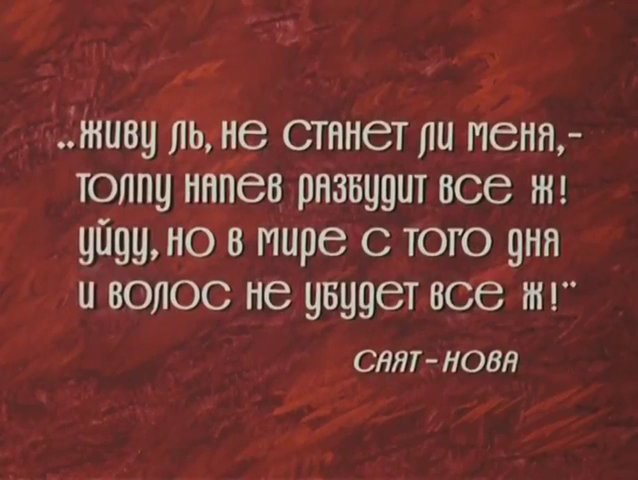 „живу ль, не станет ли меня,-
толпу напев разбудит все ж!
уйду, но в мире с того дня
и волос не убудет все ж!"
САЯТ-НОВА